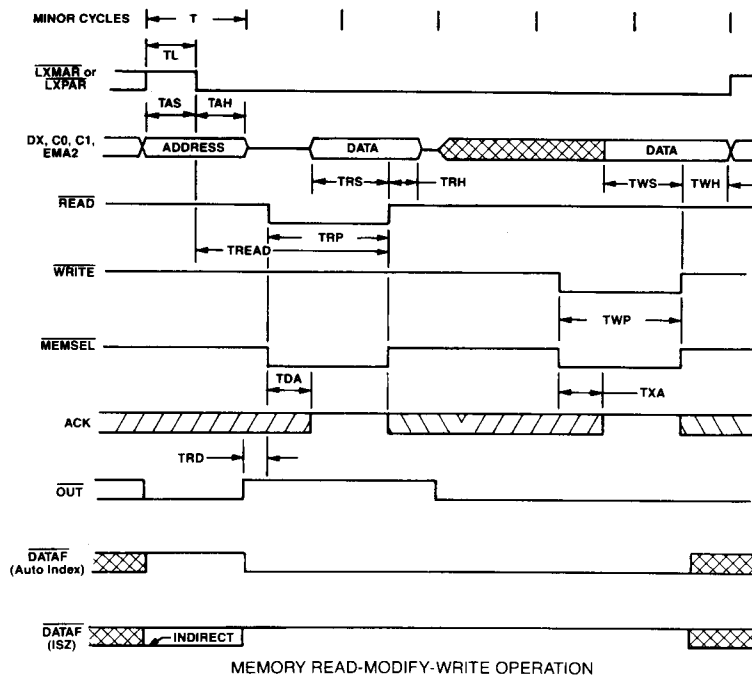 MINOR CYCLES T
TL
LXMAR or
LXPAR
TAS TAH
DX, C0, C1,
EMA2
ADDRESS DATA DATA
TRS TRH TWS TWH
READ
TRP
TREAD
WRITE
TWP
MEMSEL
TDA TXA
ACK
TRD
OUT
DATAF
(Auto Index)
DATAF
(ISZ)
INDIRECT
MEMORY READ-MODIFY-WRITE OPERATION